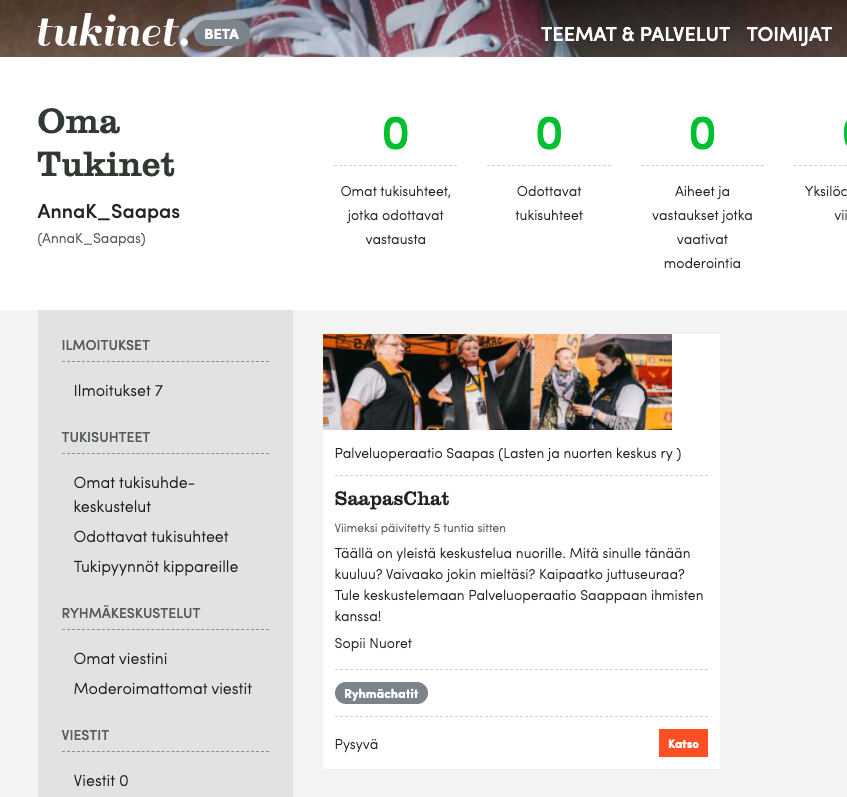 tukinet.
BETA
TEEMAT & PALVELUT
TOIMIJAT
Oma
Tukinet
AnnaK_Saapas
(AnnaK_Saapas)
0
Omat tukisuhteet,
jotka odottavat
vastausta
0
Odottavat
tukisuhteet
0
Aiheet ja
vastaukset jotka
vaativat
moderointia
ILMOITUKSET
Ilmoitukset 7
TUKISUHTEET
Omat tukisuhde-
keskustelut
Odottavat tukisuhteet
Tukipyynnöt kippareille
RYHMÄKESKUSTELUT
Omat viestini
Moderoimattomat viestit
VIESTIT
Viestit 0
Palveluoperaatio Saapas (Lasten ja nuorten keskus ry )
SaapasChat
Viimeksi päivitetty 5 tuntia sitten
Täällä on yleistä keskustelua nuorille. Mitä sinulle tänään
kuuluu? Vaivaako jokin mieltäsi? Kaipaatko juttuseuraa?
Tule keskustelemaan Palveluoperaatio Saappaan ihmisten
kanssa!
Sopii Nuoret
Ryhmächatit
Pysyvä
Katso